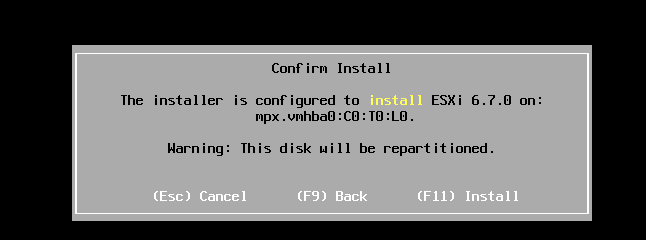 Confirm Install
The installer is configured to install ESXi 6.7.0 on:
mpx.vmhba0:C0:T0:L0.
Warning: This disk will be repartitioned.
(Esc) Cancel (F9) Back (F11) Install